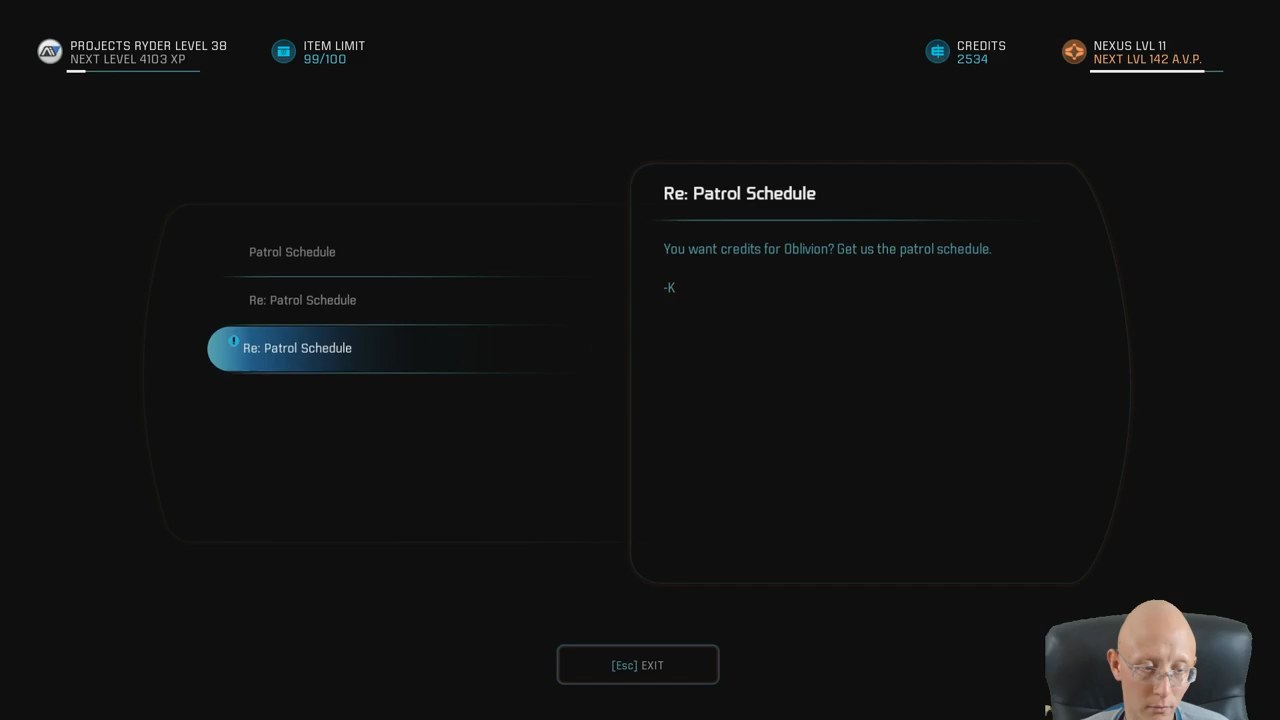 PROJECTS RYDER LEVEL 38
NEXT LEVEL 4103 XP
ITEM LIMIT
99/100
CREDITS
2534
NEXUS LVL 11
NEXT LVL 142 A.V.P.
Patrol Schedule
Re: Patrol Schedule
Re: Patrol Schedule
Re: Patrol Schedule
You want credits for Oblivion? Get us the patrol schedule.
-K
[Esc] EXIT